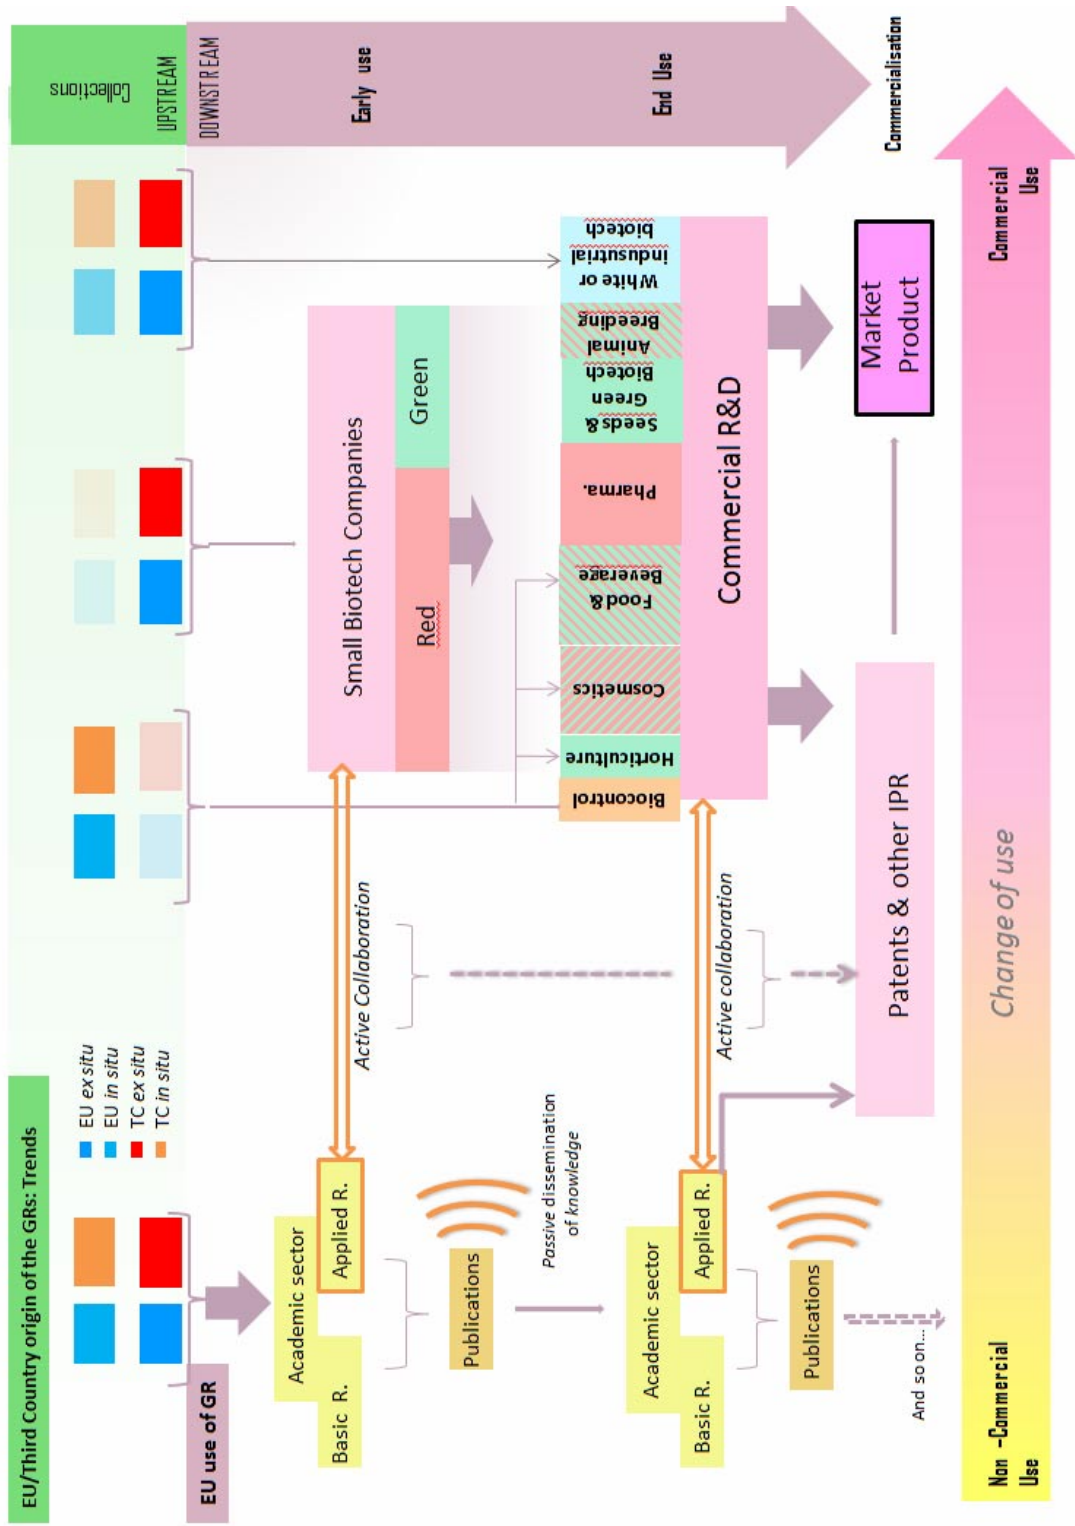 EU/Third Country origin of the GRs: Trends
EU ex situ
EU in situ
TC ex situ
TC in situ
Collections
UPSTREAM
DOWNSTREAM
EU use of GR
Early use
End Use
Commercialisation
Academic sector
Basic R.
Applied R.
Active Collaboration
Small Biotech Companies
Red
Green
Publications
Passive dissemination
of knowledge
Academic sector
Basic R.
Applied R.
Active collaboration
Biocontrol
Horticulture
Cosmetics
Food &
Beverage
Pharma.
Seeds &
Green
Biotech
Animal
Breeding
White or
indusutrial
biotech
Commercial R&D
Publications
And so on...
Patents & other IPR
Market
Product
Non -Commercial
Use
Change of use
Commercial
Use